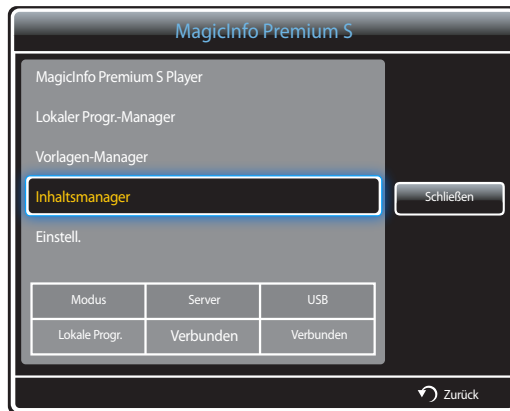 MagicInfo Premium S
MagicInfo Premium S Player
Lokaler Progr.-Manager
Vorlagen-Manager
Inhaltsmanager
Schließen
Einstell.
Modus Server USB
Lokale Progr. Verbunden Verbunden
Zurück